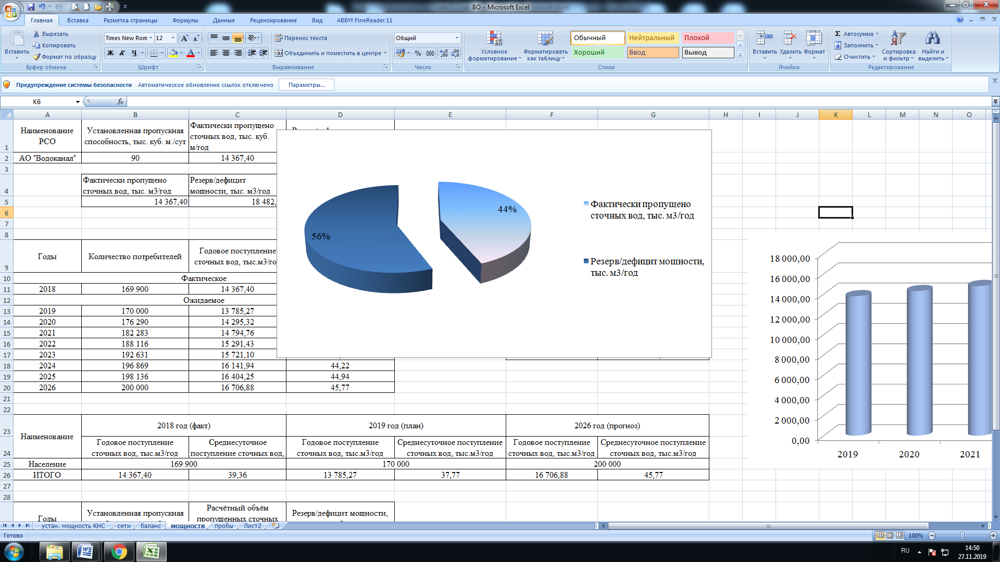 ВО - Microsoft Excel
Главная Вставка Разметка страницы Формулы Данные Рецензирование Вид ABBYY FineReader 11
Вставить
Вырезать
Копировать
Формат по образцу
Буфер обмена
Times New Rom 12
Ж К Ч
Шрифт
Перенос текста
Объединить и поместить в центре
Выравнивание
Общий
% 000
Число
Условное форматирование
Форматировать как таблицу
Обычный Нейтральный Плохой
Хороший Ввод Вывод
Стили
Вставить Удалить Формат
Ячейки
Σ Автосумма
Заполнить
Очистить
Сортировка и фильтр
Найти и выделить
Редактирование
Предупреждение системы безопасности Автоматическое обновление ссылок отключено Параметры...
K6 fx
A B C D E F G H I J K L M N O
1 Наименование РСО Установленная пропускная способность, тыс. куб. м./сут Фактически пропущено сточных вод, тыс. куб. м/год
2 АО "Водоканал" 90 14 367,40
3
4 Фактически пропущено сточных вод, тыс. м3/год Резерв/дефицит мощности, тыс. м3/год
5 14 367,40 18 482,
6
7
8
9 Годы Количество потребителей Годовое поступление сточных вод, тыс.м3/го
10 Фактическое
11 2018 169 900 14 367,40
12 Ожидаемое
13 2019 170 000 13 785,27
14 2020 176 290 14 295,32
15 2021 182 283 14 794,76
16 2022 188 116 15 291,43
17 2023 192 631 15 721,10
18 2024 196 869 16 141,94 44,22
19 2025 198 136 16 404,25 44,94
20 2026 200 000 16 706,88 45,77
21
22
23 Наименование 2018 год (факт) 2019 год (план) 2026 год (прогноз)
24 Годовое поступление сточных вод, тыс.м3/год Среднесуточное поступление сточных вод, Годовое поступление сточных вод, тыс.м3/год Среднесуточное поступление сточных вод, тыс.м3/год Годовое поступление сточных вод, тыс.м3/год Среднесуточное поступление сточных вод, тыс.м3/год
25 Население 169 900 170 000 200 000
26 ИТОГО 14 367,40 39,36 13 785,27 37,77 16 706,88 45,77
27
28
Годы Установленная пропускная Расчётный объём пропущенных сточных Резерв/дефицит мощности,
44%
56%
Фактически пропущено
сточных вод, тыс. м3/год
Резерв/дефицит мощности,
тыс. м3/год
18 000,00
16 000,00
14 000,00
12 000,00
10 000,00
8 000,00
6 000,00
4 000,00
2 000,00
0,00
2019 2020 2021
устан. мощность КНС сети баланс мощности пробы Лист2
Готово 100%
RU 14:50
27.11.2019